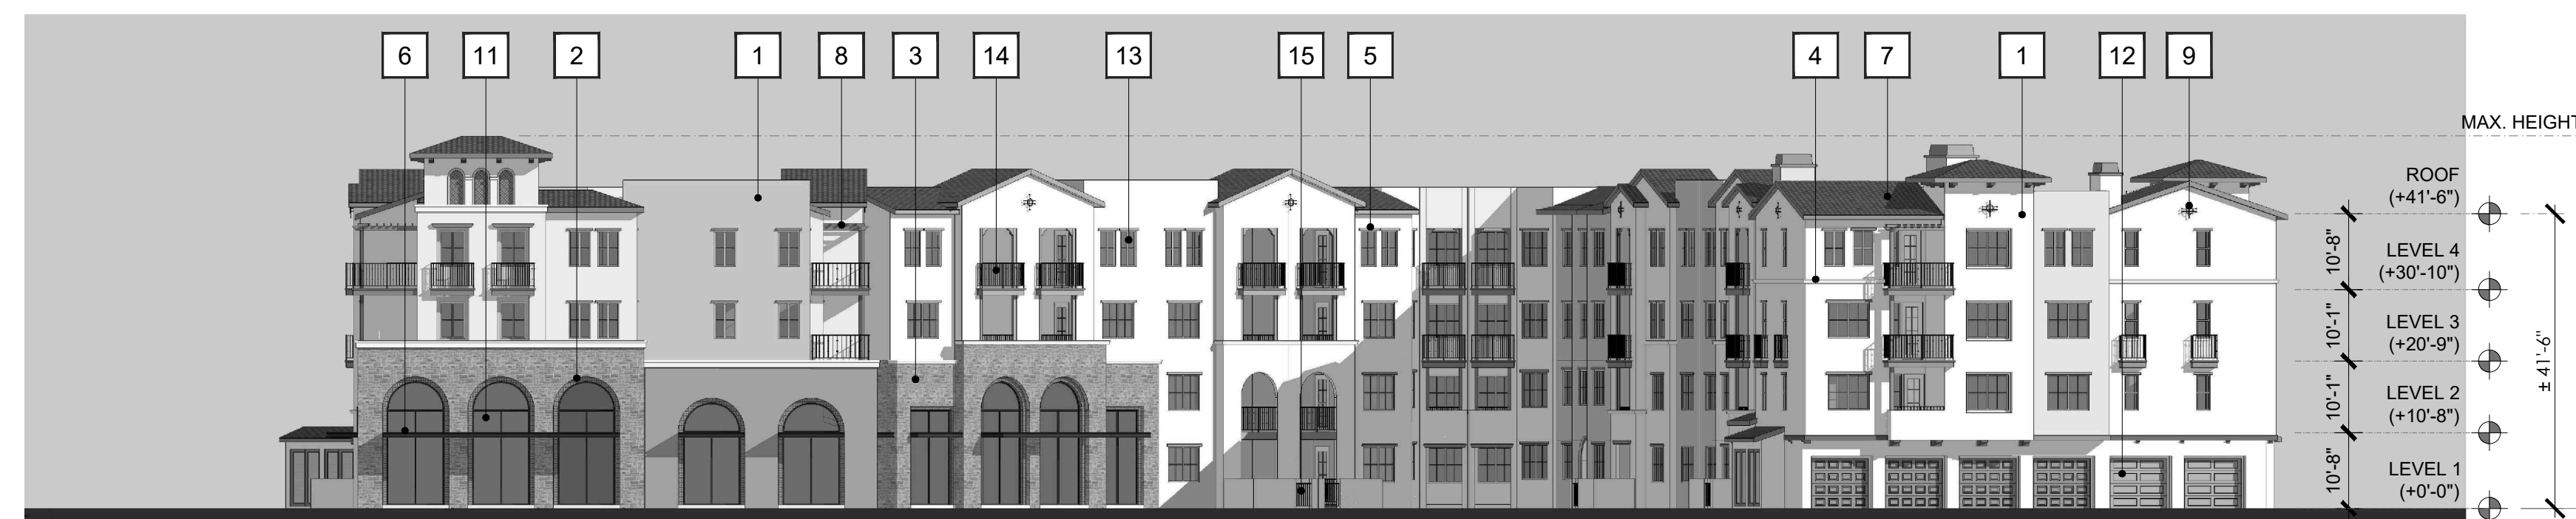 6 11 2 1 8 3 14 13 15 5 4 7 1 12 9
MAX. HEIGHT
ROOF
(+41'-6")
10'-8"
LEVEL 4
(+30'-10")
10'-1"
LEVEL 3
(+20'-9")
± 41'-6"
10'-1"
LEVEL 2
(+10'-8")
10'-8"
LEVEL 1
(+0'-0")